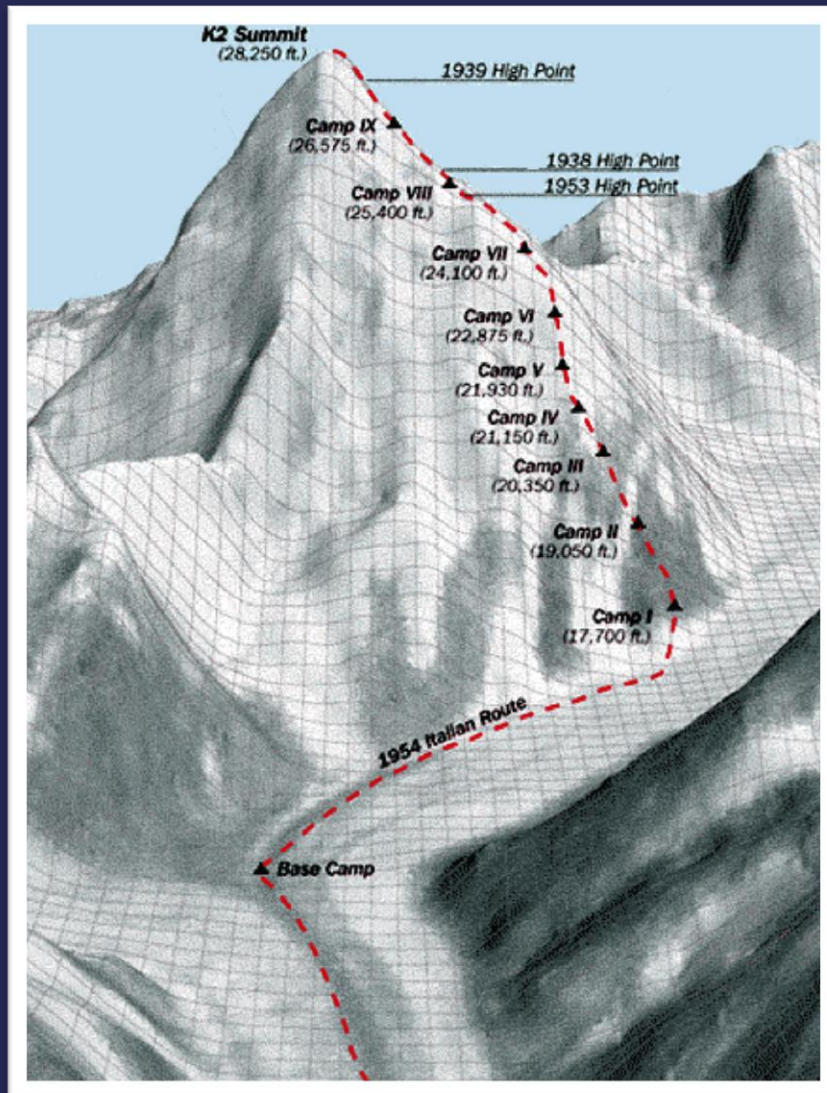 K2 Summit
(28,250 ft.)
1939 High Point
Camp IX
(26,575 ft.)
1938 High Point
1953 High Point
Camp VIII
(25,400 ft.)
Camp VII
(24,100 ft.)
Camp VI
(22,875 ft.)
Camp V
(21,930 ft.)
Camp IV
(21,150 ft.)
Camp III
(20,350 ft.)
Camp II
(19,050 ft.)
Camp I
(17,700 ft.)
1954 Italian Route
Base Camp